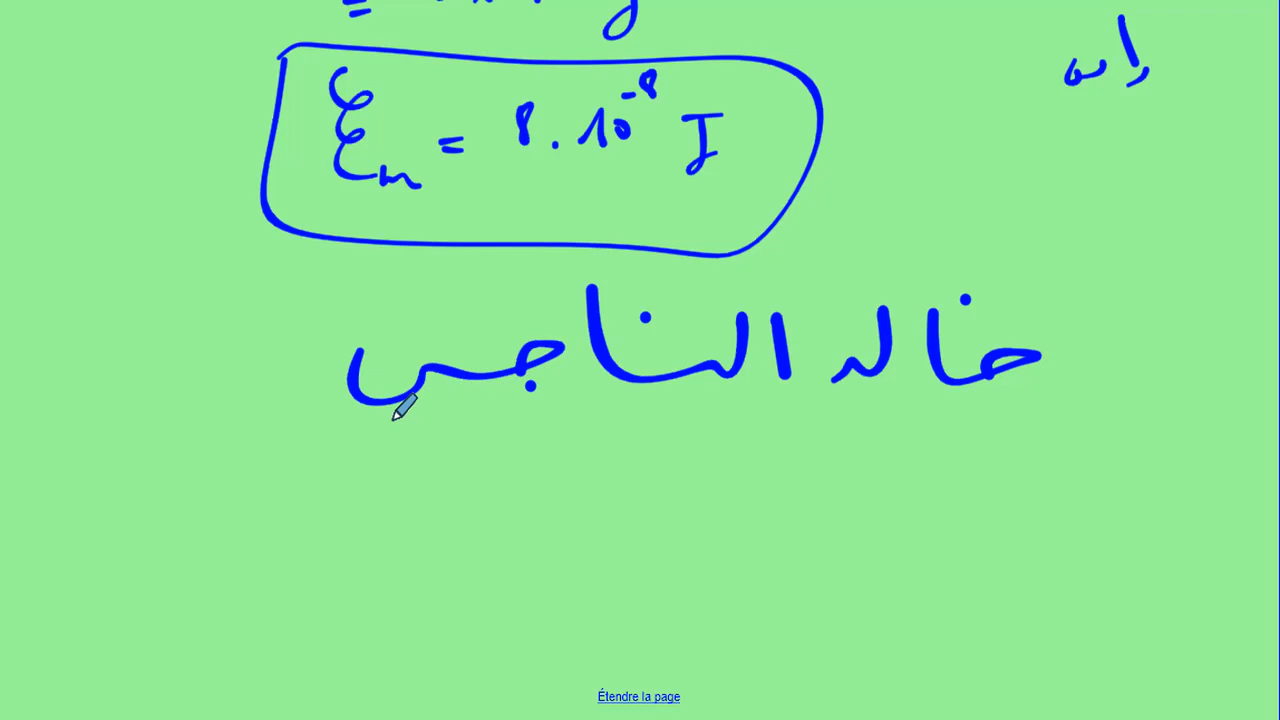 ℰm = 8.10⁻⁸ J
خالد الناجي
Étendre la page